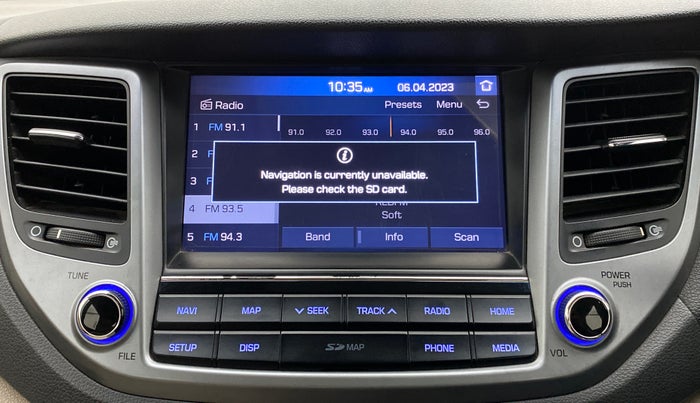 10:35 AM 06.04.2023
Radio Presets Menu
1 FM 91.1
91.0 92.0 93.0 94.0 95.0 96.0
2 F
Navigation is currently unavailable.
Please check the SD card.
3 F
4 FM 93.5
Soft
5 FM 94.3
Band Info Scan
TUNE
FILE
POWER
PUSH
VOL
NAVI MAP SEEK TRACK RADIO HOME
SETUP DISP SD MAP PHONE MEDIA